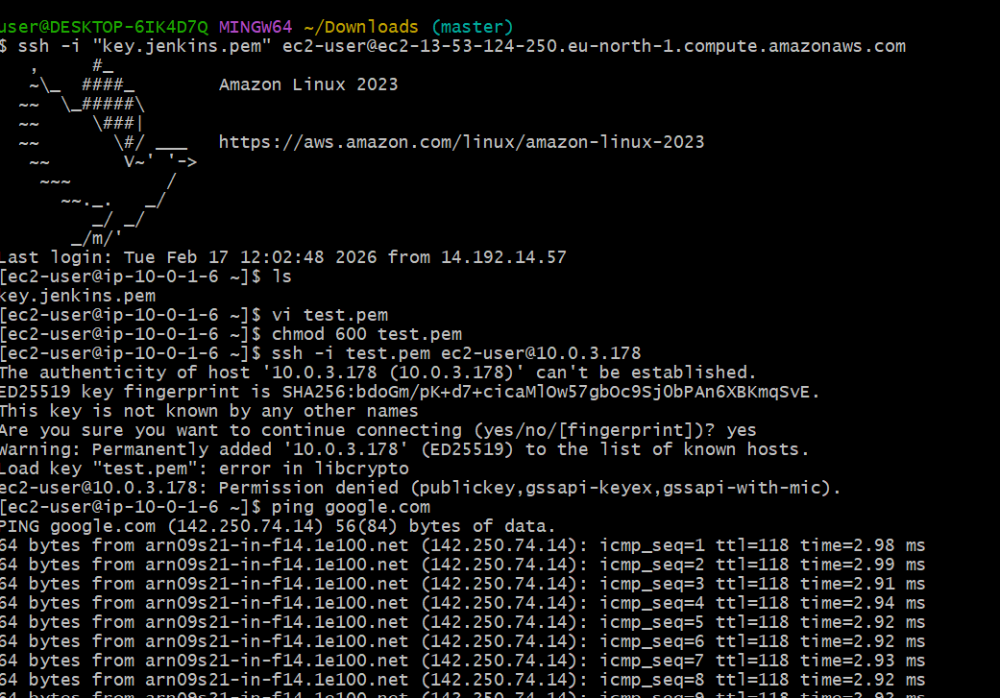 user@DESKTOP-6IK4D7Q MINGW64 ~/Downloads (master)
$ ssh -i "key.jenkins.pem" ec2-user@ec2-13-53-124-250.eu-north-1.compute.amazonaws.com
   ,     #_
   ~\_  ####_        Amazon Linux 2023
  ~~  \_#####\
  ~~     \###|
  ~~       \#/ ___   https://aws.amazon.com/linux/amazon-linux-2023
   ~~       V~' '->
    ~~~         /
      ~~._.   _/
         _/ _/
       _/m/'
Last login: Tue Feb 17 12:02:48 2026 from 14.192.14.57
[ec2-user@ip-10-0-1-6 ~]$ ls
key.jenkins.pem
[ec2-user@ip-10-0-1-6 ~]$ vi test.pem
[ec2-user@ip-10-0-1-6 ~]$ chmod 600 test.pem
[ec2-user@ip-10-0-1-6 ~]$ ssh -i test.pem ec2-user@10.0.3.178
The authenticity of host '10.0.3.178 (10.0.3.178)' can't be established.
ED25519 key fingerprint is SHA256:bdoGm/pK+d7+cicaMlOw57gbOc9Sj0bPAn6XBKmqSvE.
This key is not known by any other names
Are you sure you want to continue connecting (yes/no/[fingerprint])? yes
Warning: Permanently added '10.0.3.178' (ED25519) to the list of known hosts.
Load key "test.pem": error in libcrypto
ec2-user@10.0.3.178: Permission denied (publickey,gssapi-keyex,gssapi-with-mic).
[ec2-user@ip-10-0-1-6 ~]$ ping google.com
PING google.com (142.250.74.14) 56(84) bytes of data.
64 bytes from arn09s21-in-f14.1e100.net (142.250.74.14): icmp_seq=1 ttl=118 time=2.98 ms
64 bytes from arn09s21-in-f14.1e100.net (142.250.74.14): icmp_seq=2 ttl=118 time=2.99 ms
64 bytes from arn09s21-in-f14.1e100.net (142.250.74.14): icmp_seq=3 ttl=118 time=2.91 ms
64 bytes from arn09s21-in-f14.1e100.net (142.250.74.14): icmp_seq=4 ttl=118 time=2.94 ms
64 bytes from arn09s21-in-f14.1e100.net (142.250.74.14): icmp_seq=5 ttl=118 time=2.92 ms
64 bytes from arn09s21-in-f14.1e100.net (142.250.74.14): icmp_seq=6 ttl=118 time=2.92 ms
64 bytes from arn09s21-in-f14.1e100.net (142.250.74.14): icmp_seq=7 ttl=118 time=2.93 ms
64 bytes from arn09s21-in-f14.1e100.net (142.250.74.14): icmp_seq=8 ttl=118 time=2.92 ms
64 bytes from arn09s21-in-f14.1e100.net (142.250.74.14): icmp_seq=9 ttl=118